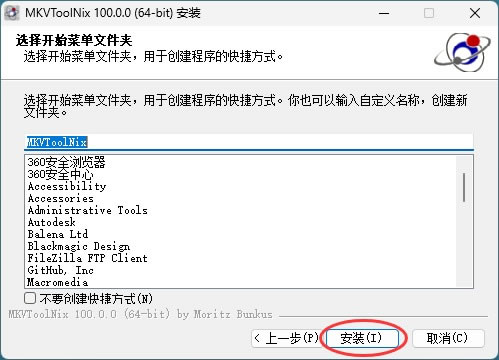 MKVToolNix 100.0.0 (64-bit) 安装
选择开始菜单文件夹
选择开始菜单文件夹，用于创建程序的快捷方式。
选择开始菜单文件夹，用于创建程序的快捷方式。你也可以输入自定义名称，创建新
文件夹。
MKVToolNix
360安全浏览器
360安全中心
Accessibility
Accessories
Administrative Tools
Autodesk
Balena Ltd
Blackmagic Design
FileZilla FTP Client
GitHub, Inc
Macromedia
不要创建快捷方式(N)
MKVToolNix 100.0.0 (64-bit) by Moritz Bunkus
< 上一步(P) 安装(I) 取消(C)